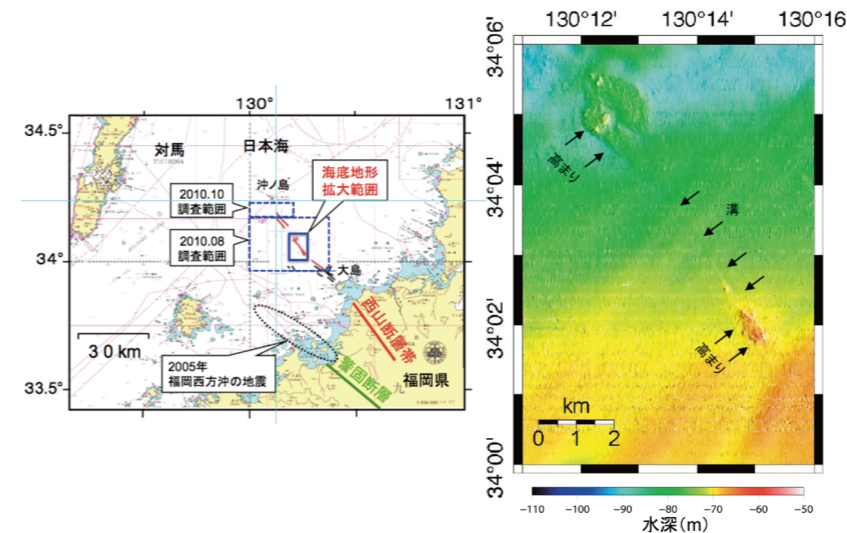 130°
131°
34.5°
対馬
TSUSHIMA
日本海
沖ノ島
海底地形
拡大範囲
2010.10
調査範囲
2010.08
調査範囲
34°
大島
西山断層帯
30km
2005年
福岡西方沖の地震
警固断層
福岡県
九
33.5°
130°12'
130°14'
130°16
34°06'
高まり
34°04'
溝
34°02'
高まり
km
0 1 2
34°00'
-110 -100 -90 -80 -70 -60 -50
水深(m)